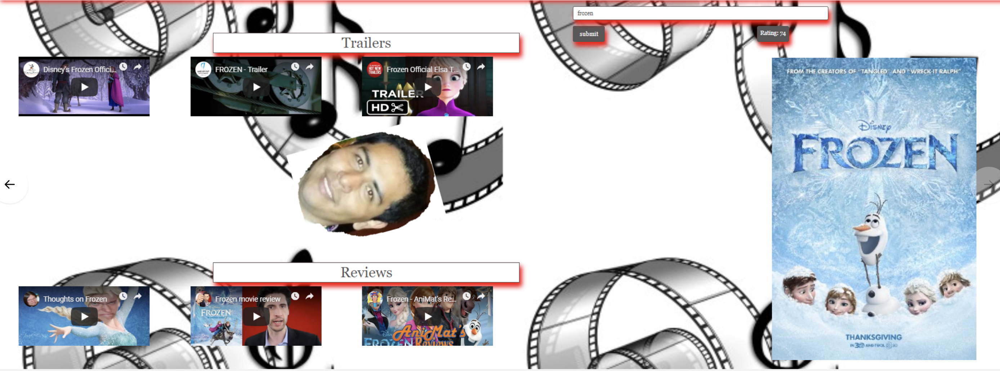 frozen
submit
Rating: 74
Trailers
Disney's Frozen Offici...
FROZEN - Trailer
HOT NEW
TRAILERS
Frozen Official Elsa T...
TRAILER
HD
FROM THE CREATORS OF "TANGLED" AND "WRECK-IT RALPH"
DISNEY
FROZEN
THANKSGIVING
IN 3D AND REAL D 3D
Reviews
Thoughts on Frozen
Frozen movie review
FROZEN
Frozen - AniMat's Re...
AniMat's
FROZEN Reviews